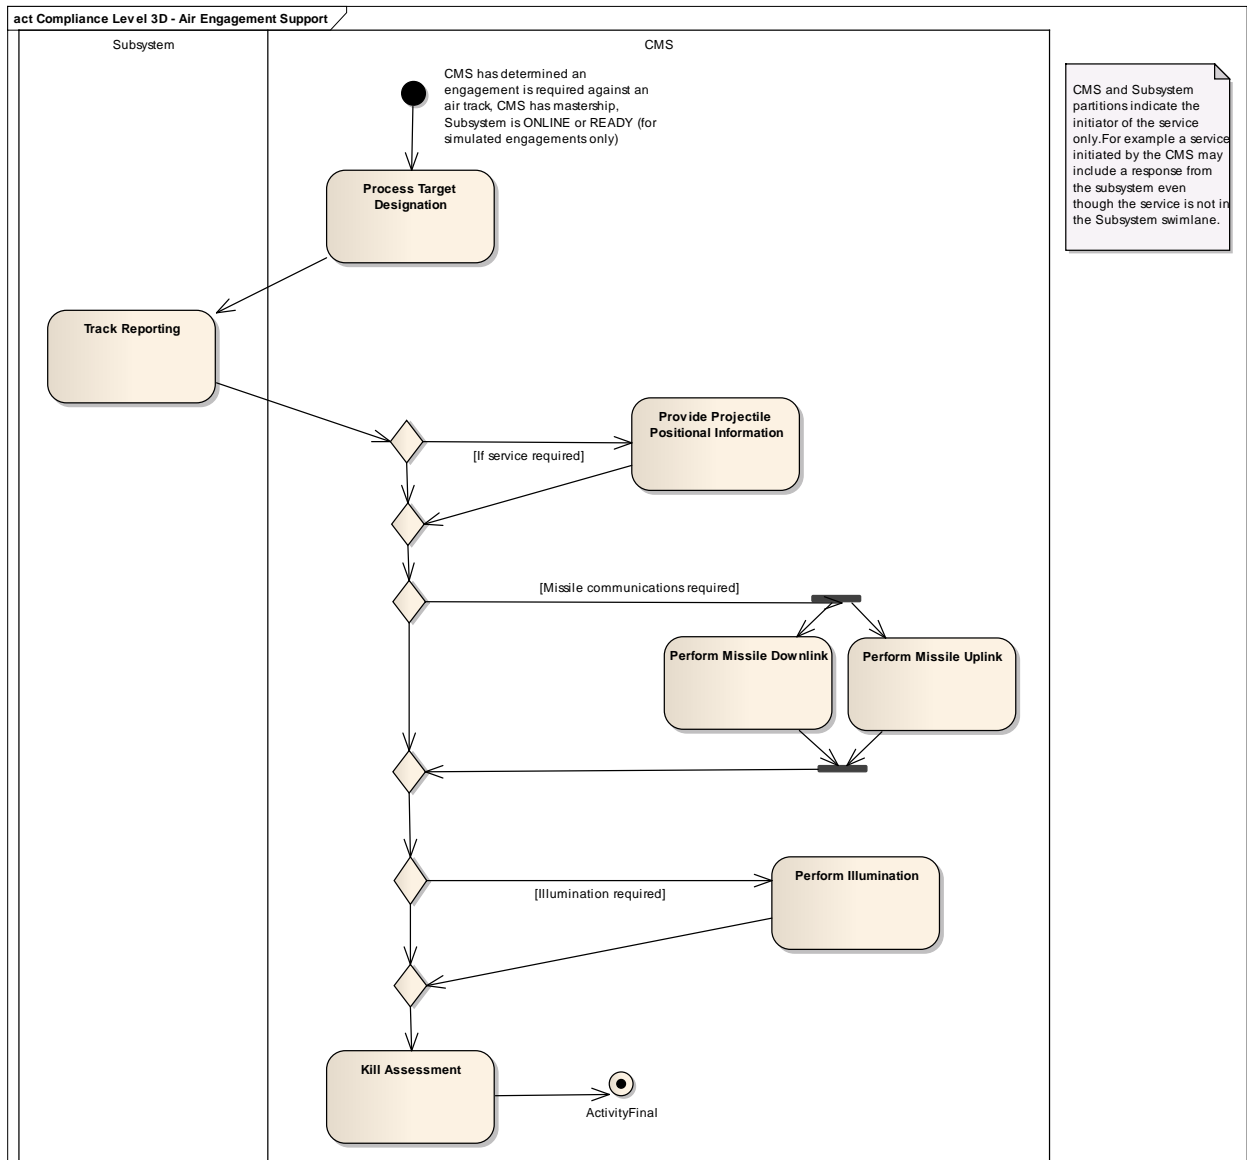 act Compliance Level 3D - Air Engagement Support
Subsystem
CMS
CMS has determined an
engagement is required against an
air track, CMS has mastership,
Subsystem is ONLINE or READY (for
simulated engagements only)
CMS and Subsystem
partitions indicate the
initiator of the service
only.For example a service
initiated by the CMS may
include a response from
the subsystem even
though the service is not in
the Subsystem swimlane.
Process Target
Designation
Track Reporting
Provide Projectile
Positional Information
[If service required]
[Missile communications required]
Perform Missile Downlink
Perform Missile Uplink
Perform Illumination
[Illumination required]
Kill Assessment
ActivityFinal